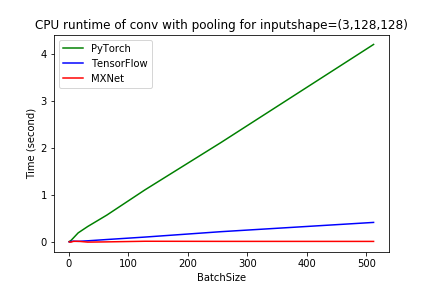 CPU runtime of conv with pooling for inputshape=(3,128,128)
PyTorch
TensorFlow
MXNet
Time (second)
4
3
2
1
0
0 100 200 300 400 500
BatchSize